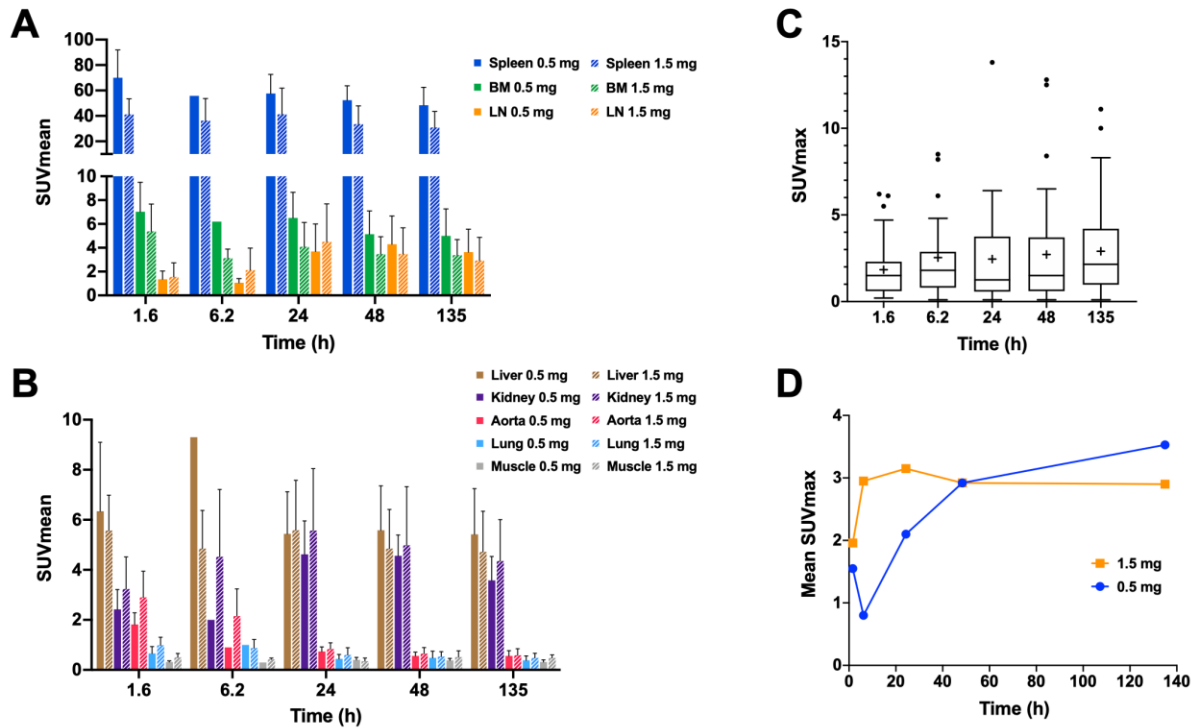 A
SUVmean
100
80
60
40
20
10
8
6
4
2
0
1.6 6.2 24 48 135
Time (h)
Spleen 0.5 mg Spleen 1.5 mg
BM 0.5 mg BM 1.5 mg
LN 0.5 mg LN 1.5 mg
C
SUVmax
15
10
5
0
1.6 6.2 24 48 135
Time (h)
B
SUVmean
10
8
6
4
2
0
1.6 6.2 24 48 135
Time (h)
Liver 0.5 mg Liver 1.5 mg
Kidney 0.5 mg Kidney 1.5 mg
Aorta 0.5 mg Aorta 1.5 mg
Lung 0.5 mg Lung 1.5 mg
Muscle 0.5 mg Muscle 1.5 mg
D
Mean SUVmax
4
3
2
1
0
0 20 40 60 80 100 120 140
Time (h)
1.5 mg
0.5 mg